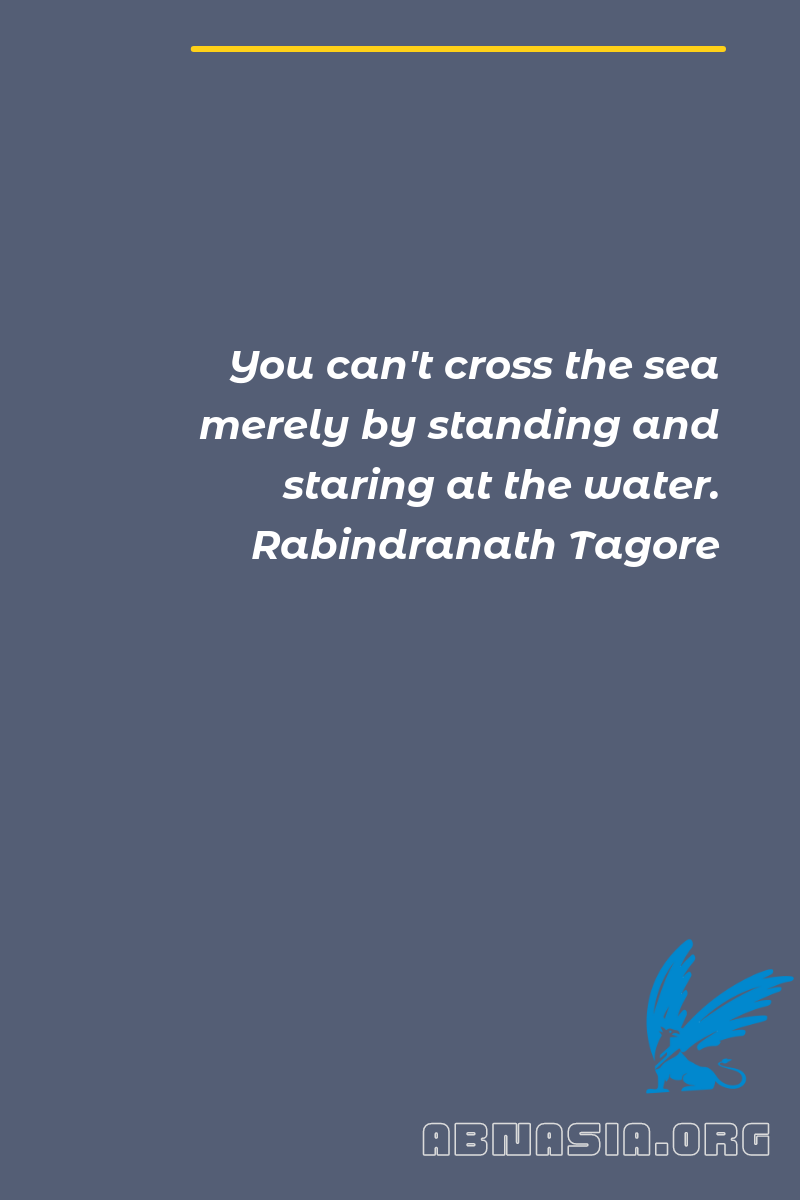 You can't cross the sea
merely by standing and
staring at the water.
Rabindranath Tagore
ABNASIA.ORG